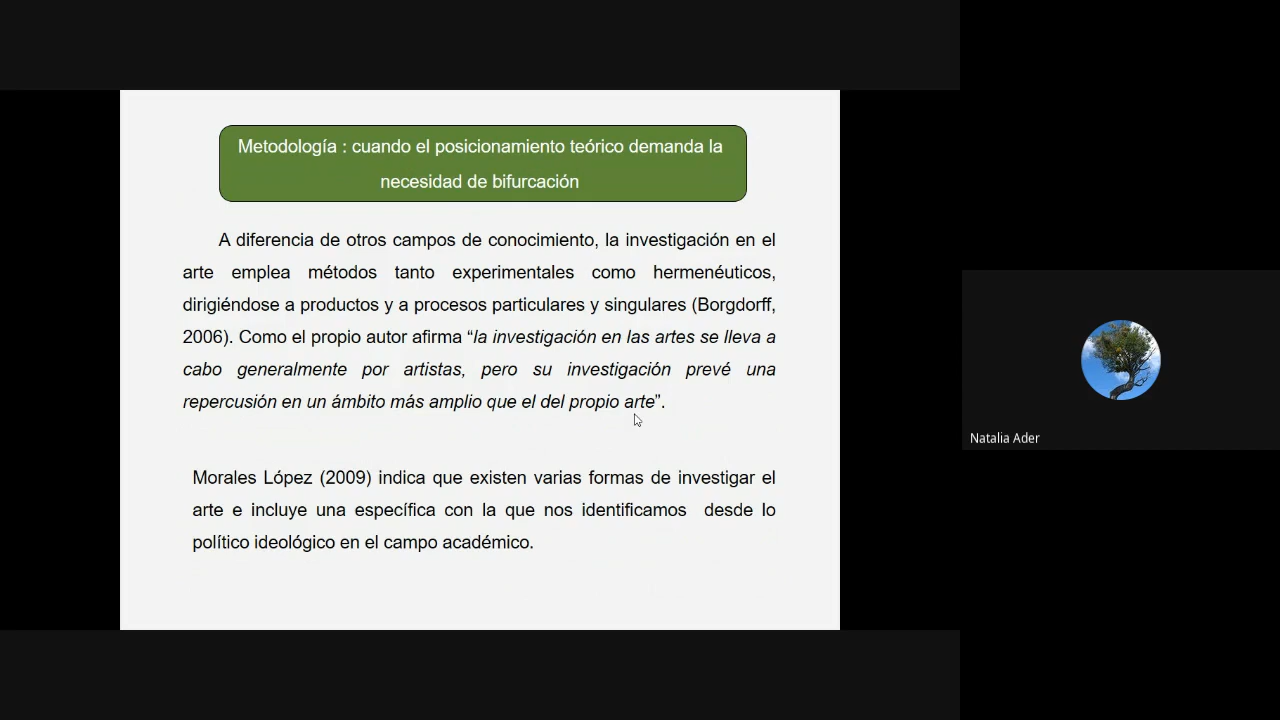 Metodología : cuando el posicionamiento teórico demanda la
necesidad de bifurcación
A diferencia de otros campos de conocimiento, la investigación en el
arte emplea métodos tanto experimentales como hermenéuticos,
dirigiéndose a productos y a procesos particulares y singulares (Borgdorff,
2006). Como el propio autor afirma “la investigación en las artes se lleva a
cabo generalmente por artistas, pero su investigación prevé una
repercusión en un ámbito más amplio que el del propio arte”.
Morales López (2009) indica que existen varias formas de investigar el
arte e incluye una específica con la que nos identificamos desde lo
político ideológico en el campo académico.
Natalia Ader